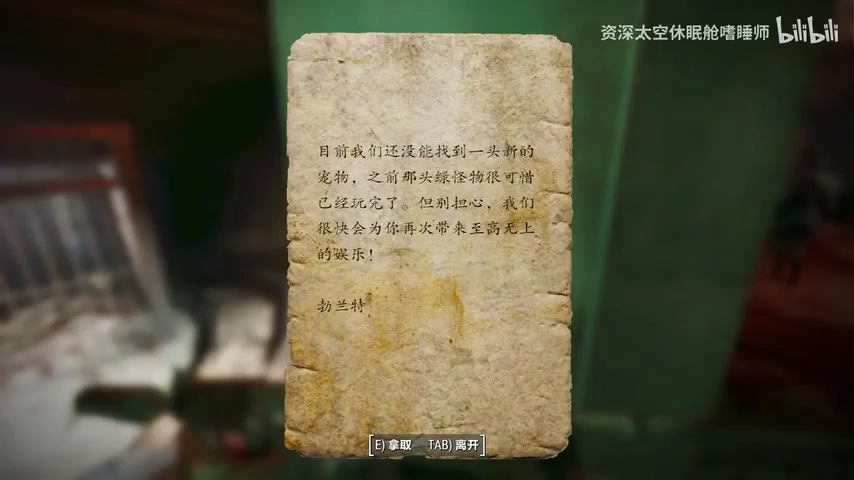 资深太空休眠舱嗜睡师 bilibili
目前我们还没能找到一头新的
宠物，之前那头绿怪物很可惜
已经玩完了。但别担心，我们
很快会为你再次带来至高无上
的娱乐！
勃兰特
E) 拿取 TAB) 离开